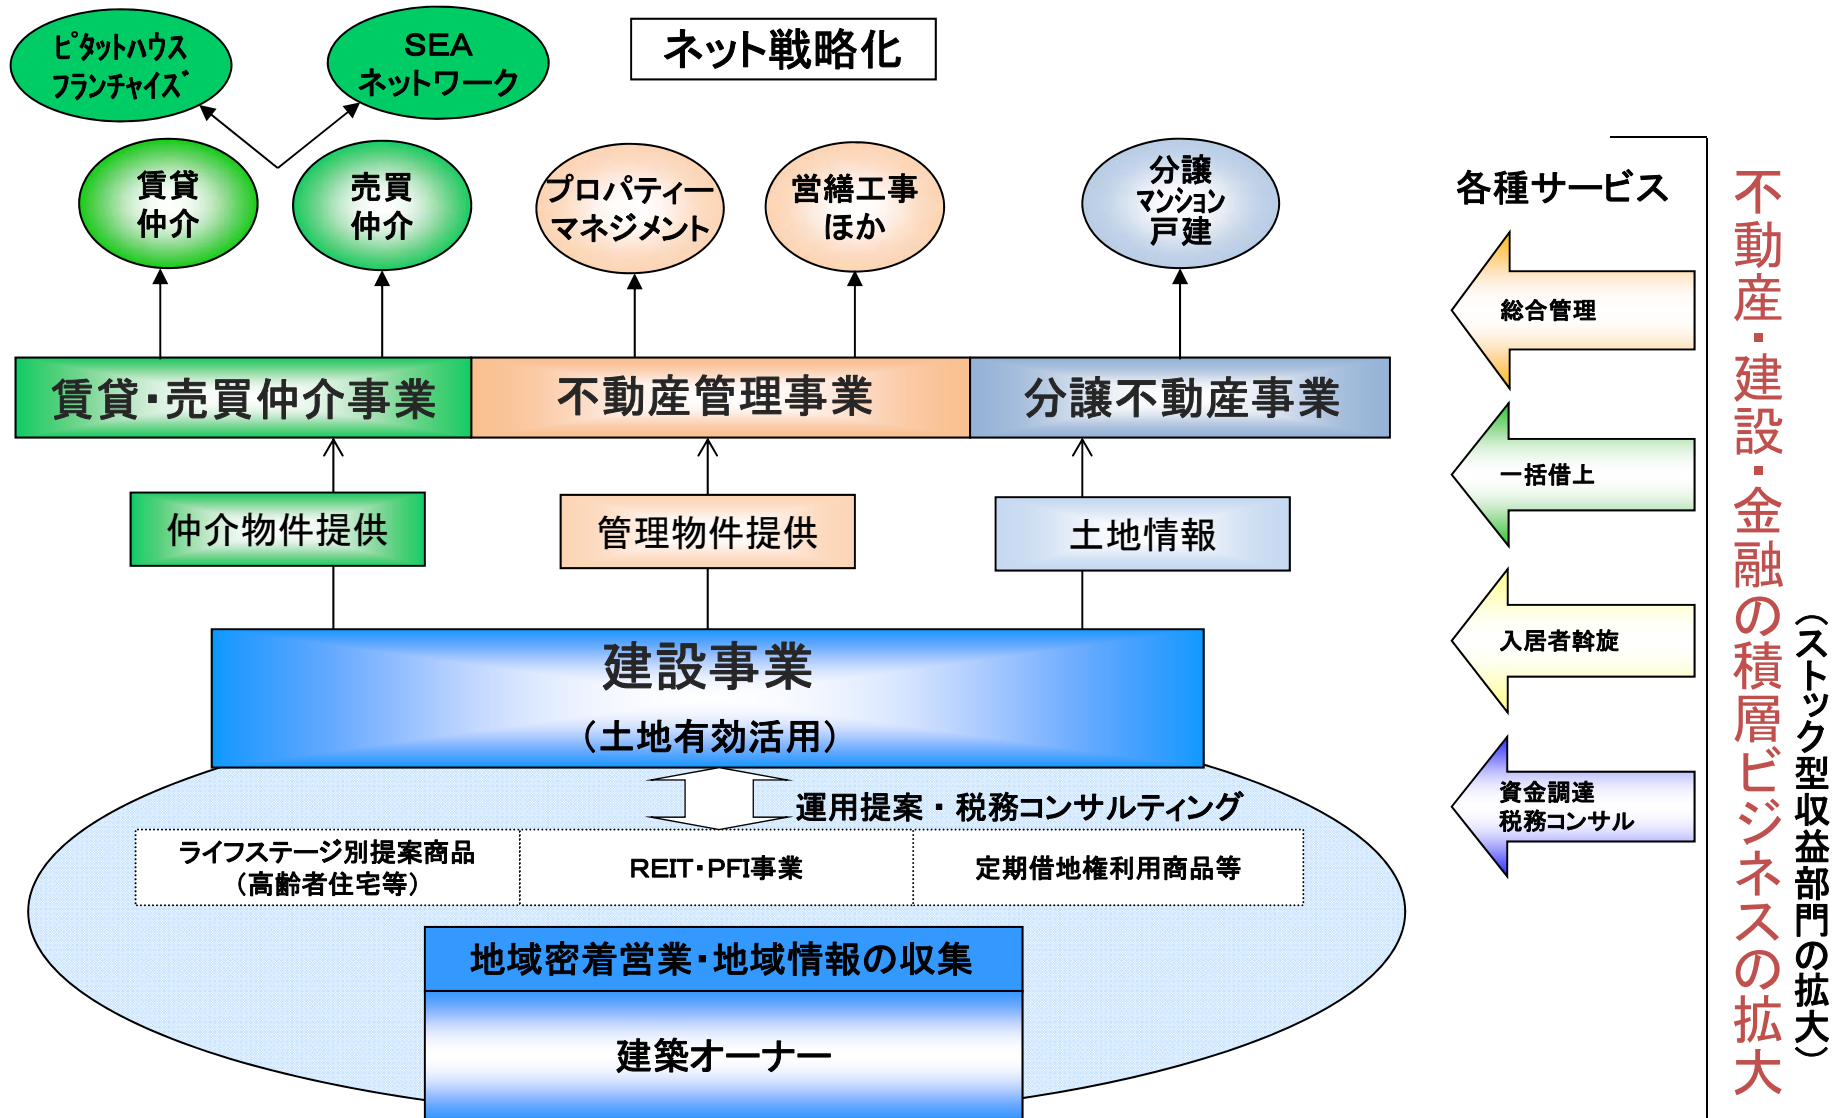 ピタットハウス
フランチャイズ
SEA
ネットワーク
ネット戦略化
賃貸
仲介
売買
仲介
プロパティー
マネジメント
営繕工事
ほか
分譲
マンション
戸建
各種サービス
賃貸・売買仲介事業
不動産管理事業
分譲不動産事業
総合管理
一括借上
入居者斡旋
資金調達
税務コンサル
仲介物件提供
管理物件提供
土地情報
建設事業
（土地有効活用）
運用提案・税務コンサルティング
ライフステージ別提案商品
（高齢者住宅等）
REIT・PFI事業
定期借地権利用商品等
地域密着営業・地域情報の収集
建築オーナー
不動産・建設・金融の積層ビジネスの拡大
（ストック型収益部門の拡大）